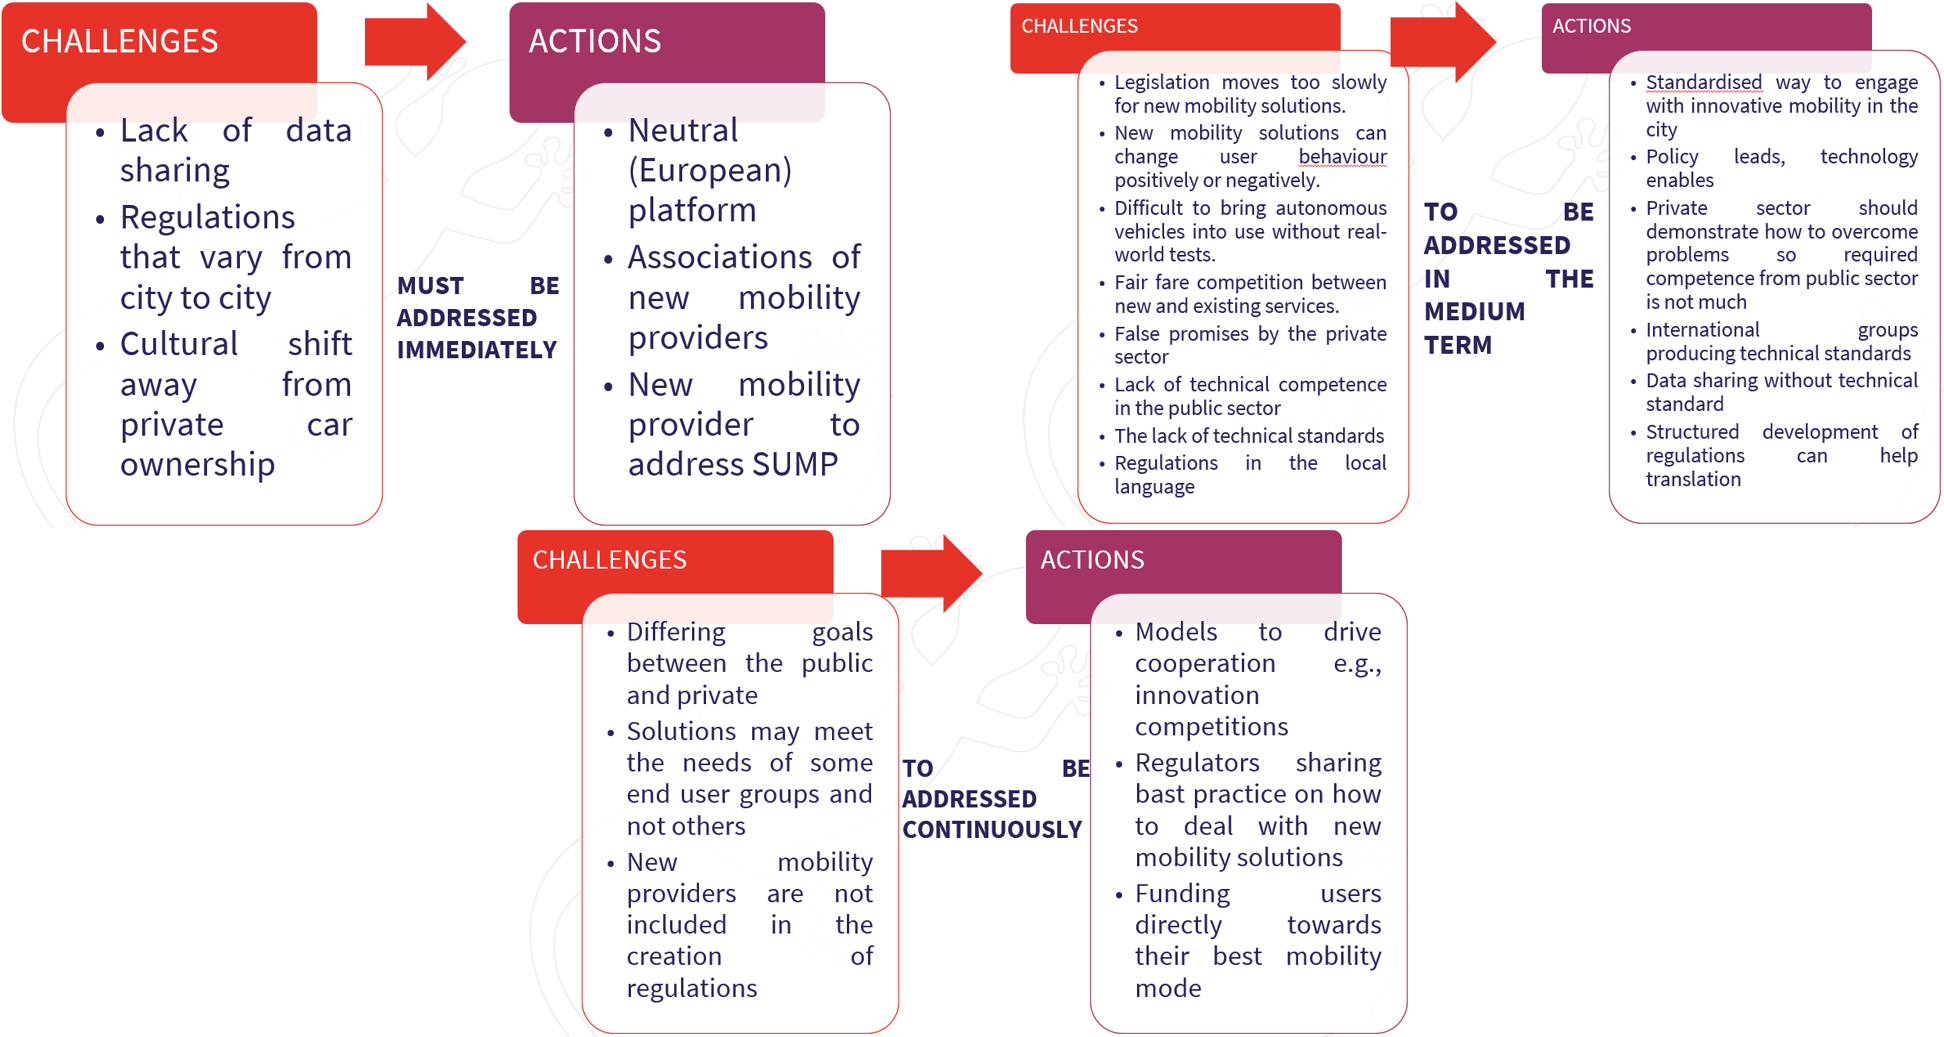 CHALLENGES
• Lack of data
sharing
• Regulations
that vary from
city to city
• Cultural shift
away from
private car
ownership
MUST BE
ADDRESSED
IMMEDIATELY
ACTIONS
• Neutral
(European)
platform
• Associations of
new mobility
providers
• New mobility
provider to
address SUMP
CHALLENGES
• Legislation moves too slowly
for new mobility solutions.
• New mobility solutions can
change user behaviour
positively or negatively.
• Difficult to bring autonomous
vehicles into use without real-
world tests.
• Fair fare competition between
new and existing services.
• False promises by the private
sector
• Lack of technical competence
in the public sector
• The lack of technical standards
• Regulations in the local
language
TO BE
ADDRESSED
IN THE
MEDIUM
TERM
ACTIONS
• Standardised way to engage
with innovative mobility in the
city
• Policy leads, technology
enables
• Private sector should
demonstrate how to overcome
problems so required
competence from public sector
is not much
• International groups
producing technical standards
• Data sharing without technical
standard
• Structured development of
regulations can help
translation
CHALLENGES
• Differing goals
between the public
and private
• Solutions may meet
the needs of some
end user groups and
not others
• New mobility
providers are not
included in the
creation of
regulations
TO BE
ADDRESSED
CONTINUOUSLY
ACTIONS
• Models to drive
cooperation e.g.,
innovation
competitions
• Regulators sharing
bast practice on how
to deal with new
mobility solutions
• Funding users
directly towards
their best mobility
mode